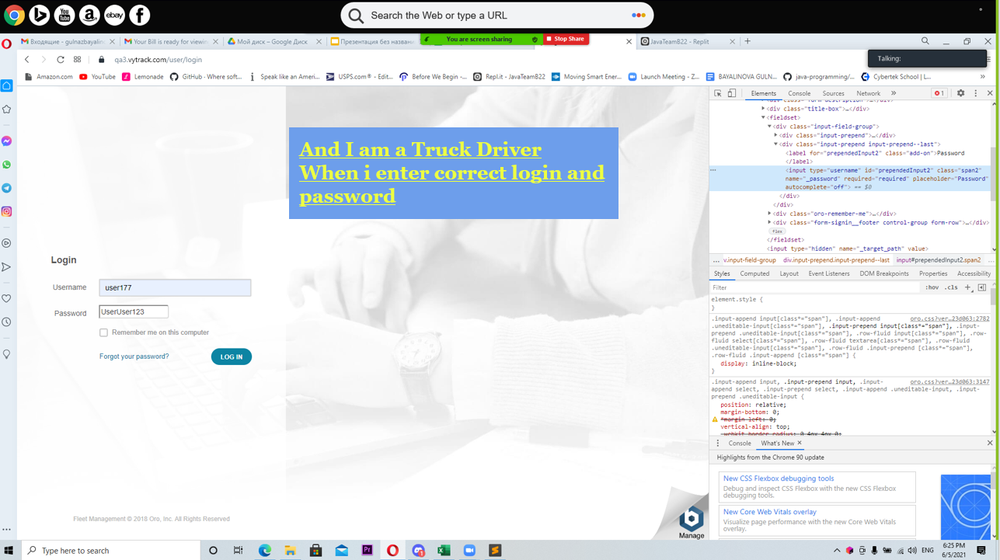 Search the Web or type a URL
Входящие - gulnazbayalina
Your Bill is ready for viewin
Мой диск – Google Диск
Презентация без названи
You are screen sharing
Stop Share
JavaTeamB22 - Replit
qa3.vytrack.com/user/login
Talking:
Amazon.com
YouTube
Lemonade
GitHub · Where soft...
Speak like an Ameri...
USPS.com® - Edit...
Before We Begin -...
Repl.it - JavaTeamB22
Moving Smart Ener...
Launch Meeting - Z...
BAYALINOVA GULN...
java-programming/...
Cybertek School | L...
And I am a Truck Driver
When i enter correct login and
password
Login
Username
user177
Password
UserUser123
Remember me on this computer
Forgot your password?
LOG IN
Fleet Management © 2018 Oro, Inc. All Rights Reserved
Manage
Elements
Console
Sources
Network
1
<div class="title-box">…</div>
<fieldset>
<div class="input-field-group">
<div class="input-prepend">…</div>
<div class="input-prepend input-prepend--last">
<label for="prependedInput2" class="add-on">Password
</label>
<input type="username" id="prependedInput2" class="span2"
name="_password" required="required" placeholder="Password"
autocomplete="off"> == $0
</div>
</div>
<div class="oro-remember-me">…</div>
<div class="form-signin__footer control-group form-row">…</div>
flex
</fieldset>
<input type="hidden" name="_target_path" value>
... v.input-field-group
div.input-prepend.input-prepend--last
input#prependedInput2.span2
Styles
Computed
Layout
Event Listeners
DOM Breakpoints
Properties
Accessibility
Filter
:hov .cls +
element.style {
}
.input-append input[class*="span"], .input-append oro.css?ver…23d063:2782
.uneditable-input[class*="span"], .input-prepend input[class*="span"], .input-
prepend .uneditable-input[class*="span"], .row-fluid input[class*="span"], .row-
fluid select[class*="span"], .row-fluid textarea[class*="span"], .row-fluid
.uneditable-input[class*="span"], .row-fluid .input-prepend [class*="span"],
.row-fluid .input-append [class*="span"] {
display: inline-block;
}
.input-append input, .input-prepend input, .input- oro.css?ver…23d063:3147
append select, .input-prepend select, .input-append .uneditable-input, .input-
prepend .uneditable-input {
position: relative;
margin-bottom: 0;
*margin-left: 0;
vertical-align: top;
-webkit-border-radius: 0 4px 4px 0;
Console
What's New
Highlights from the Chrome 90 update
New CSS Flexbox debugging tools
Debug and inspect CSS Flexbox with the new CSS Flexbox
debugging tools.
New Core Web Vitals overlay
Visualize page performance with the new Core Web Vitals
overlay.
Type here to search
ENG
6:25 PM
6/5/2021